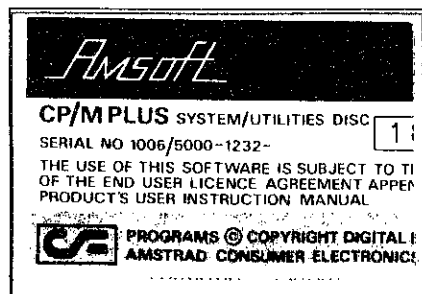 Amsoft
CP/M PLUS SYSTEM/UTILITIES DISC 1
SERIAL NO 1006/5000-1232-
THE USE OF THIS SOFTWARE IS SUBJECT TO
OF THE END USER LICENCE AGREEMENT
PRODUCT'S USER INSTRUCTION MANUAL
PROGRAMS © COPYRIGHT DIGITAL
AMSTRAD CONSUMER ELECTRONICS